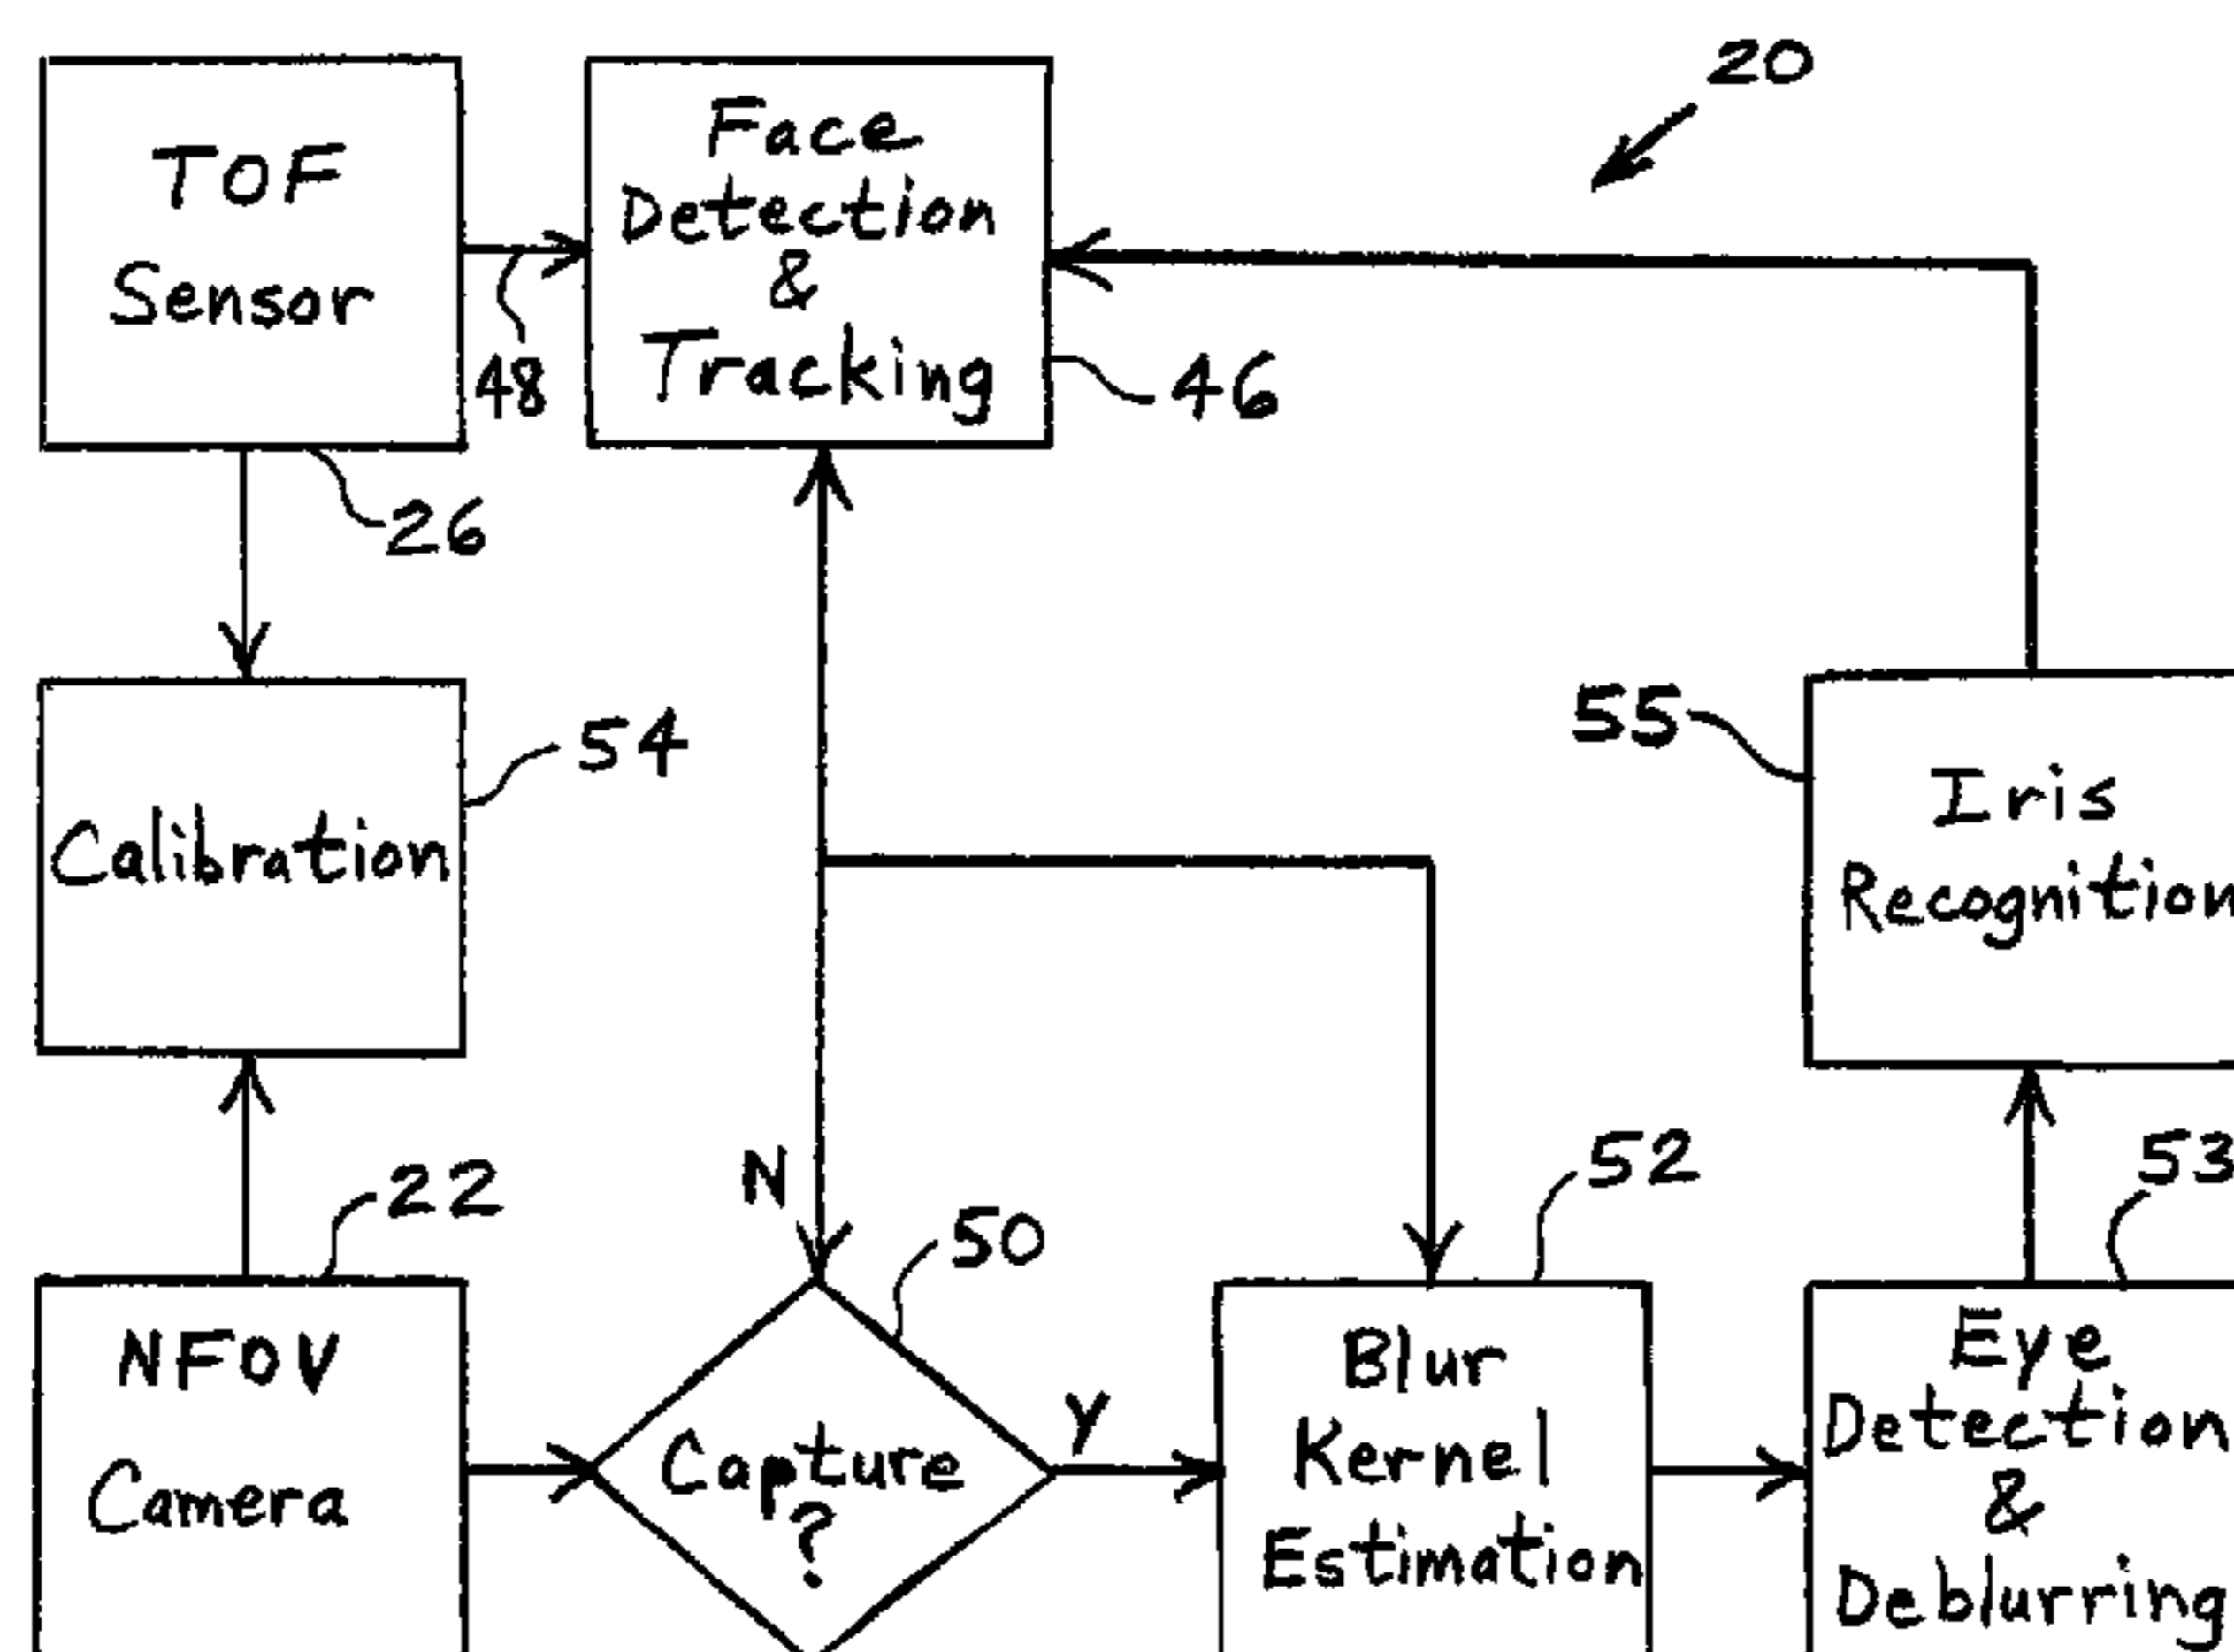 20
TOF
Sensor
48
26
Face
Detection
&
Tracking
46
Calibration
54
55
Iris
Recognition
NFOV
Camera
22
N
50
Capture
?
Y
52
Blur
Kernel
Estimation
53
Eye
Detection
&
Deblurring